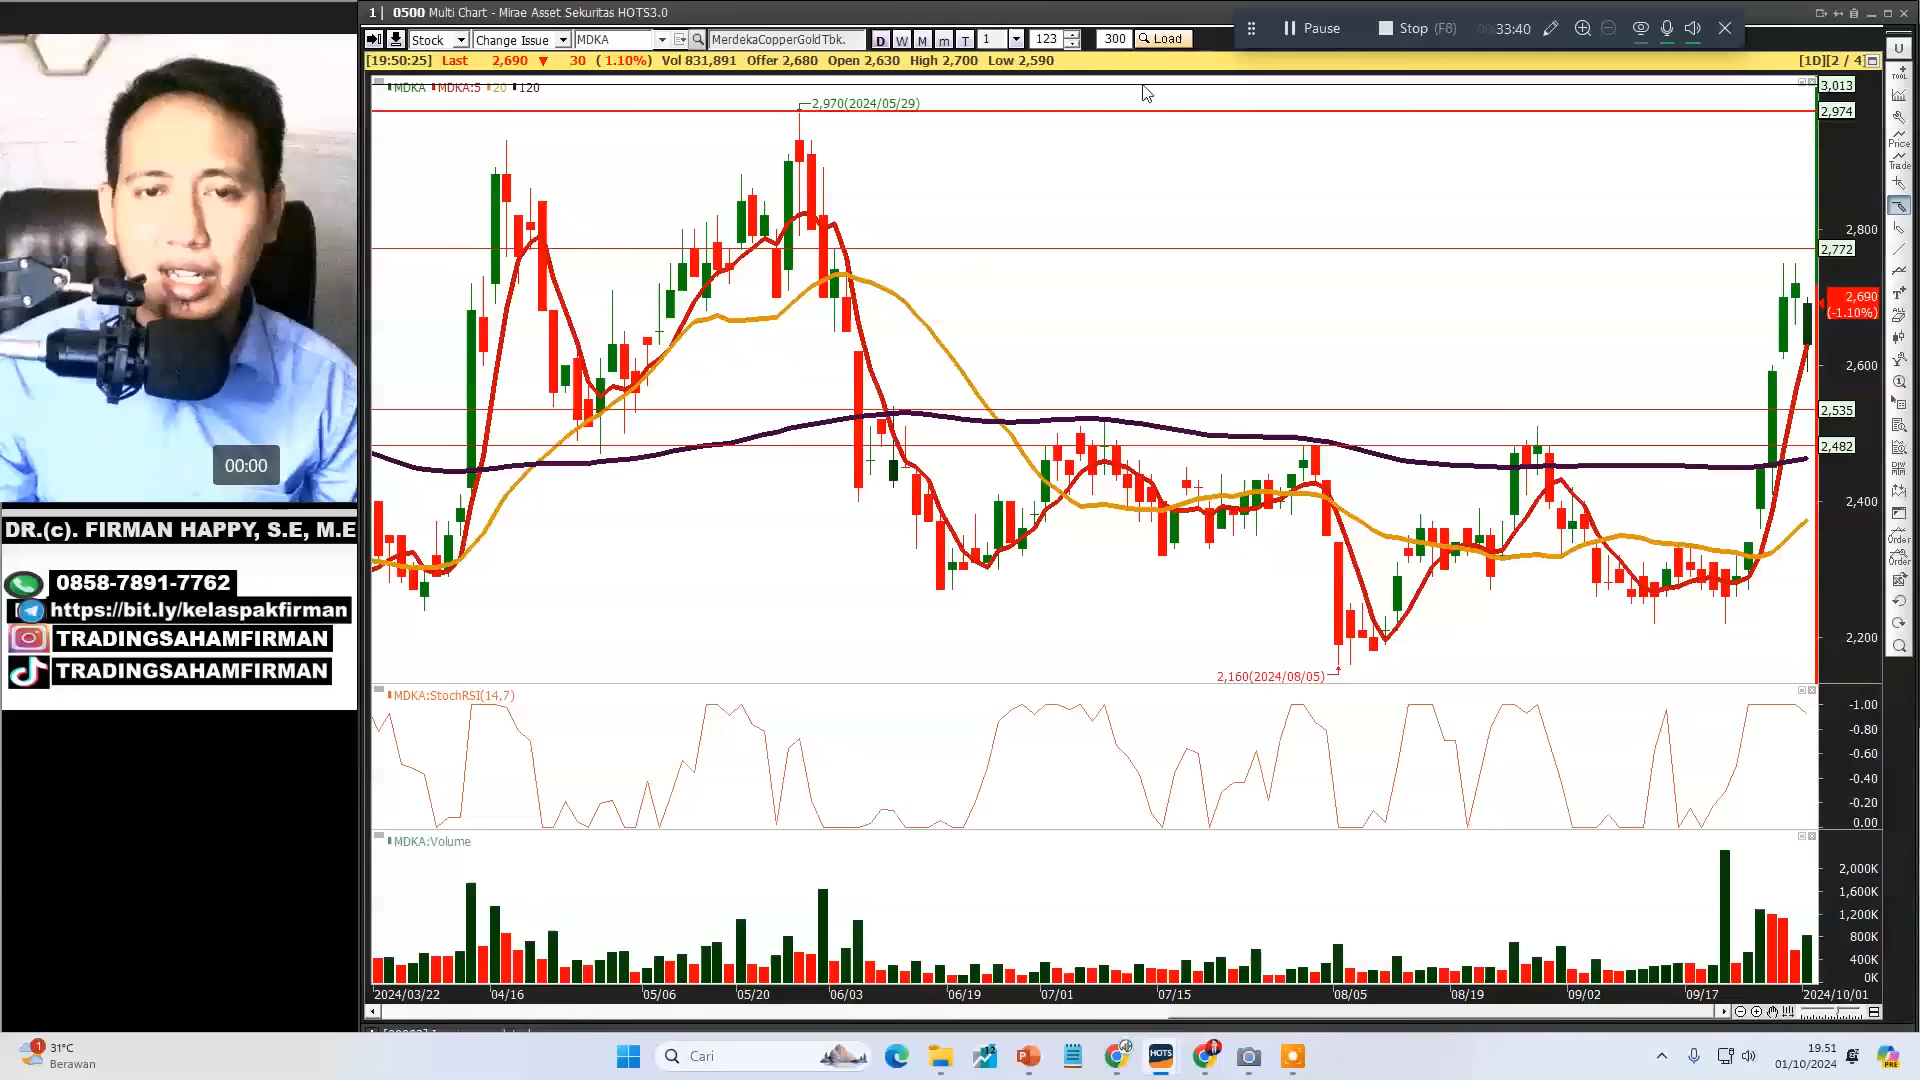 1 | 0500 Multi Chart - Mirae Asset Sekuritas HOTS3.0
Pause
Stop (F8)
33:40
Stock
Change Issue
MDKA
MerdekaCopperGoldTbk.
D W M m T
1
123
300
Load
[19:50:25] Last 2,690 ▼ 30 ( 1.10%) Vol 831,891 Offer 2,680 Open 2,630 High 2,700 Low 2,590
[1D][2 / 4]
MDKA MDKA:5 20 120
2,970(2024/05/29)
3,013
2,974
2,800
2,772
2,690
(-1.10%)
2,600
2,535
2,482
2,400
2,200
2,160(2024/08/05)
MDKA:StochRSI(14,7)
-1.00
-0.80
-0.60
-0.40
-0.20
0.00
MDKA:Volume
2,000K
1,600K
1,200K
800K
400K
0K
2024/03/22
04/16
05/06
05/20
06/03
06/19
07/01
07/15
08/05
08/19
09/02
09/17
2024/10/01
U
TOOL
Price
Trade
Order
Order
00:00
DR.(c). FIRMAN HAPPY, S.E, M.E
0858-7891-7762
https://bit.ly/kelaspakfirman
TRADINGSAHAMFIRMAN
TRADINGSAHAMFIRMAN
1
31°C
Berawan
Cari
HOTS
PRE
19.51
01/10/2024